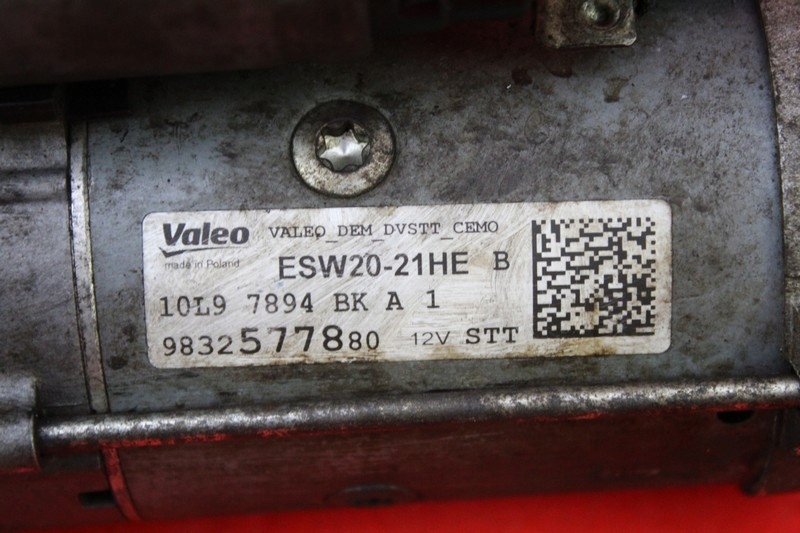 Valeo VALEO_DEM_DVSTT_CEMO
made in Poland ESW20-21HE B
10L9 7894 BK A 1
9832577880 12V STT